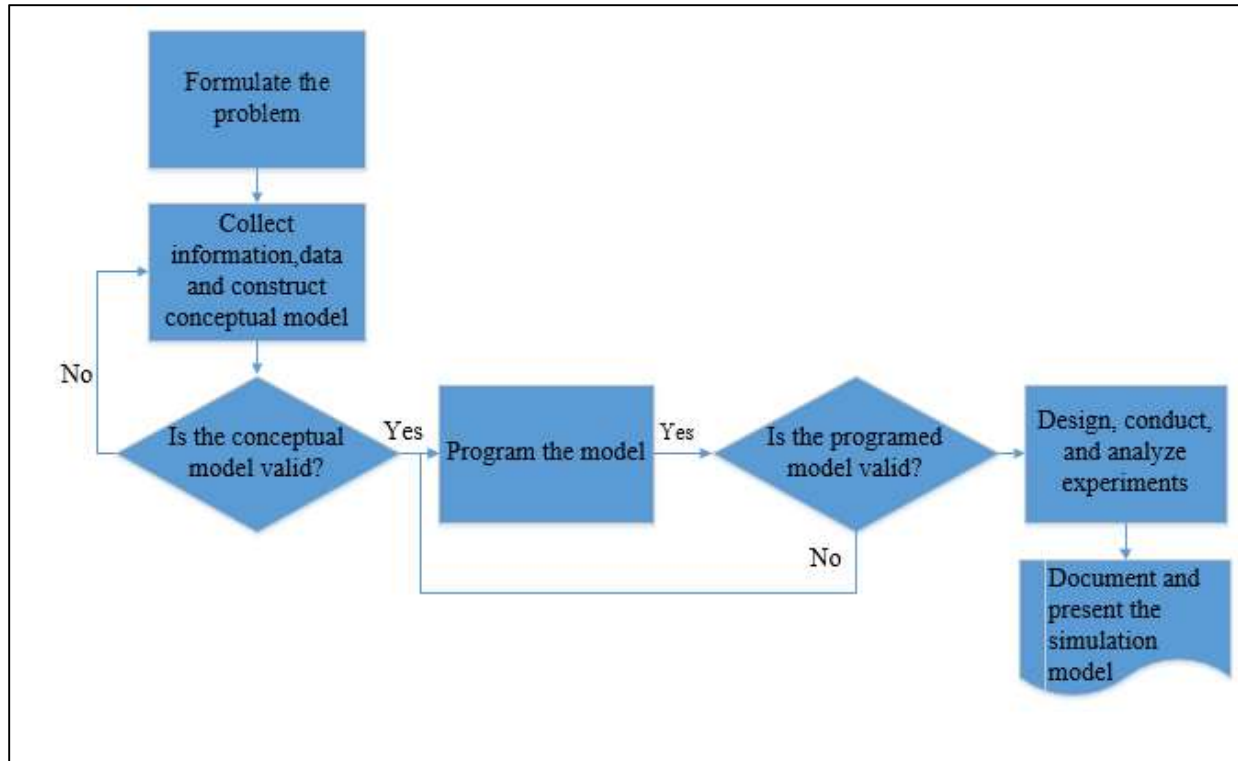 Formulate the
problem
Collect
information,data
and construct
conceptual model
No
Is the conceptual
model valid?
Yes
Program the model
Yes
Is the programed
model valid?
No
Design, conduct,
and analyze
experiments
Document and
present the
simulation
model